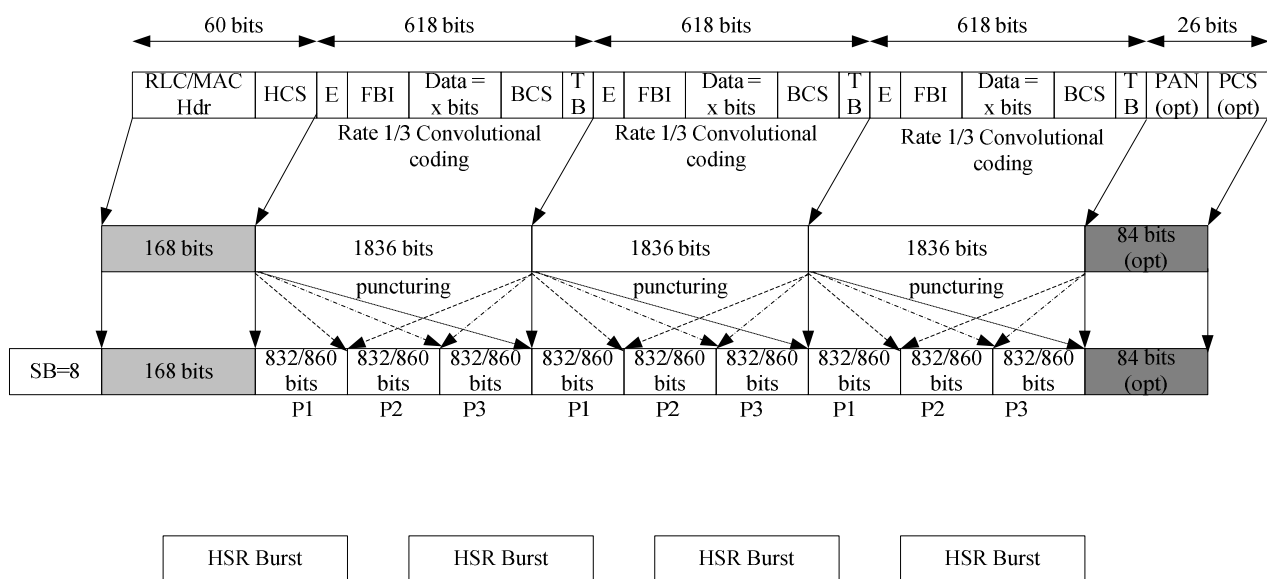 60 bits
618 bits
618 bits
618 bits
26 bits
RLC/MAC
Hdr
HCS
E
FBI
Data =
x bits
BCS
T
B
E
FBI
Data =
x bits
BCS
T
B
E
FBI
Data =
x bits
BCS
T
B
PAN
(opt)
PCS
(opt)
Rate 1/3 Convolutional
coding
Rate 1/3 Convolutional
coding
Rate 1/3 Convolutional
coding
168 bits
1836 bits
1836 bits
1836 bits
84 bits
(opt)
puncturing
puncturing
puncturing
SB=8
168 bits
832/860
bits
832/860
bits
832/860
bits
832/860
bits
832/860
bits
832/860
bits
832/860
bits
832/860
bits
832/860
bits
84 bits
(opt)
P1
P2
P3
P1
P2
P3
P1
P2
P3
HSR Burst
HSR Burst
HSR Burst
HSR Burst